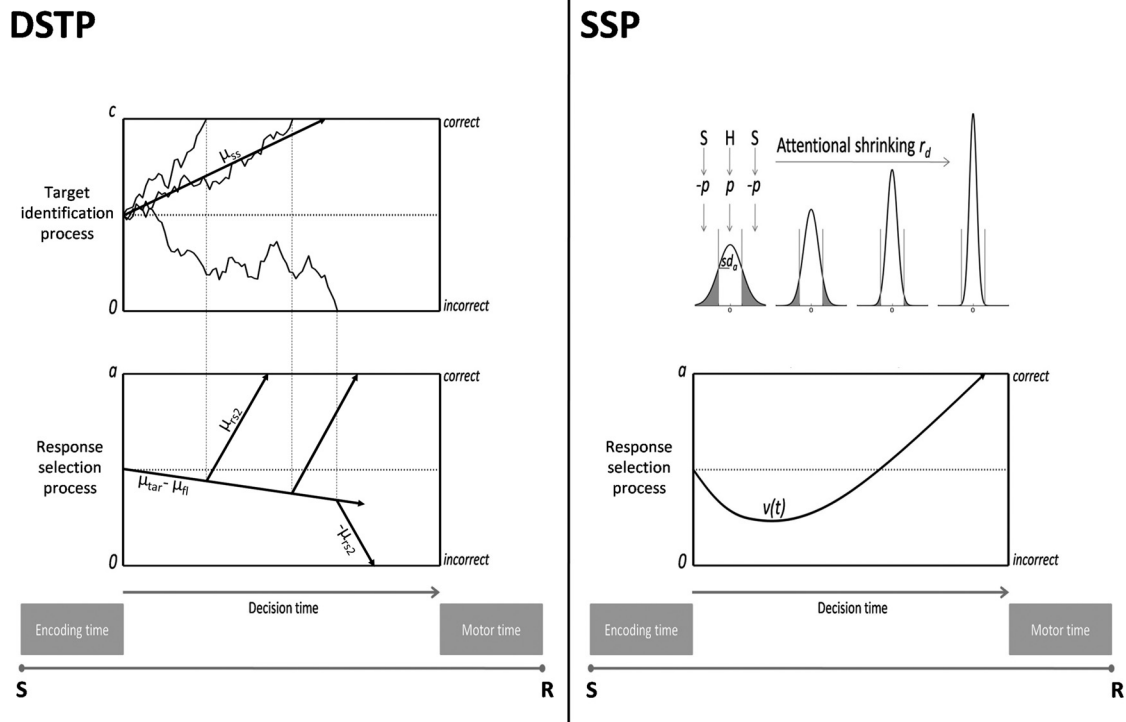 DSTP
c
correct
μss
Target
identification
process
0
incorrect
a
correct
μrs2
Response
selection
process
μtar- μfl
-μrs2
0
incorrect
Decision time
Encoding time
Motor time
S
R
SSP
S H S
Attentional shrinking rd
-p p -p
sda
0 0 0 0
a
correct
Response
selection
process
v(t)
0
incorrect
Decision time
Encoding time
Motor time
S
R